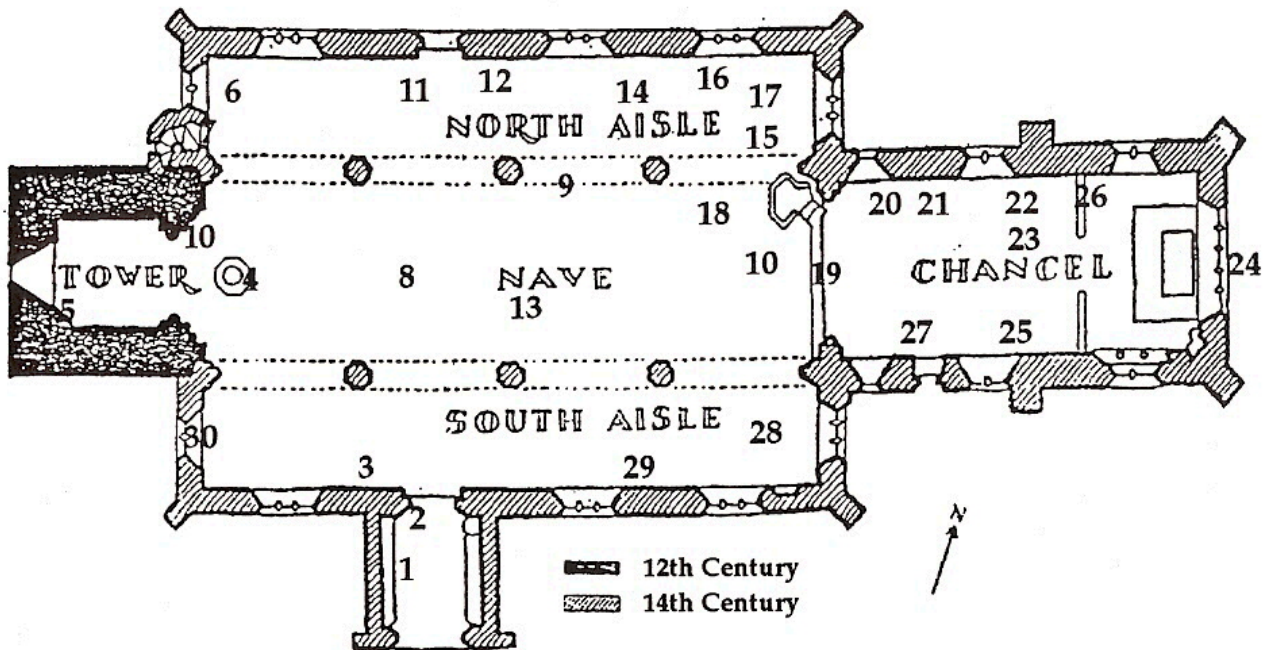 6 11 12 14 16 17
NORTH AISLE 15
9
10 18 20 21 22 26
23
TOWER 4 8 NAVE 10 19 CHANCEL 24
5 13
27 25
SOUTH AISLE 28
30
3 29
2
1
N
12th Century
14th Century